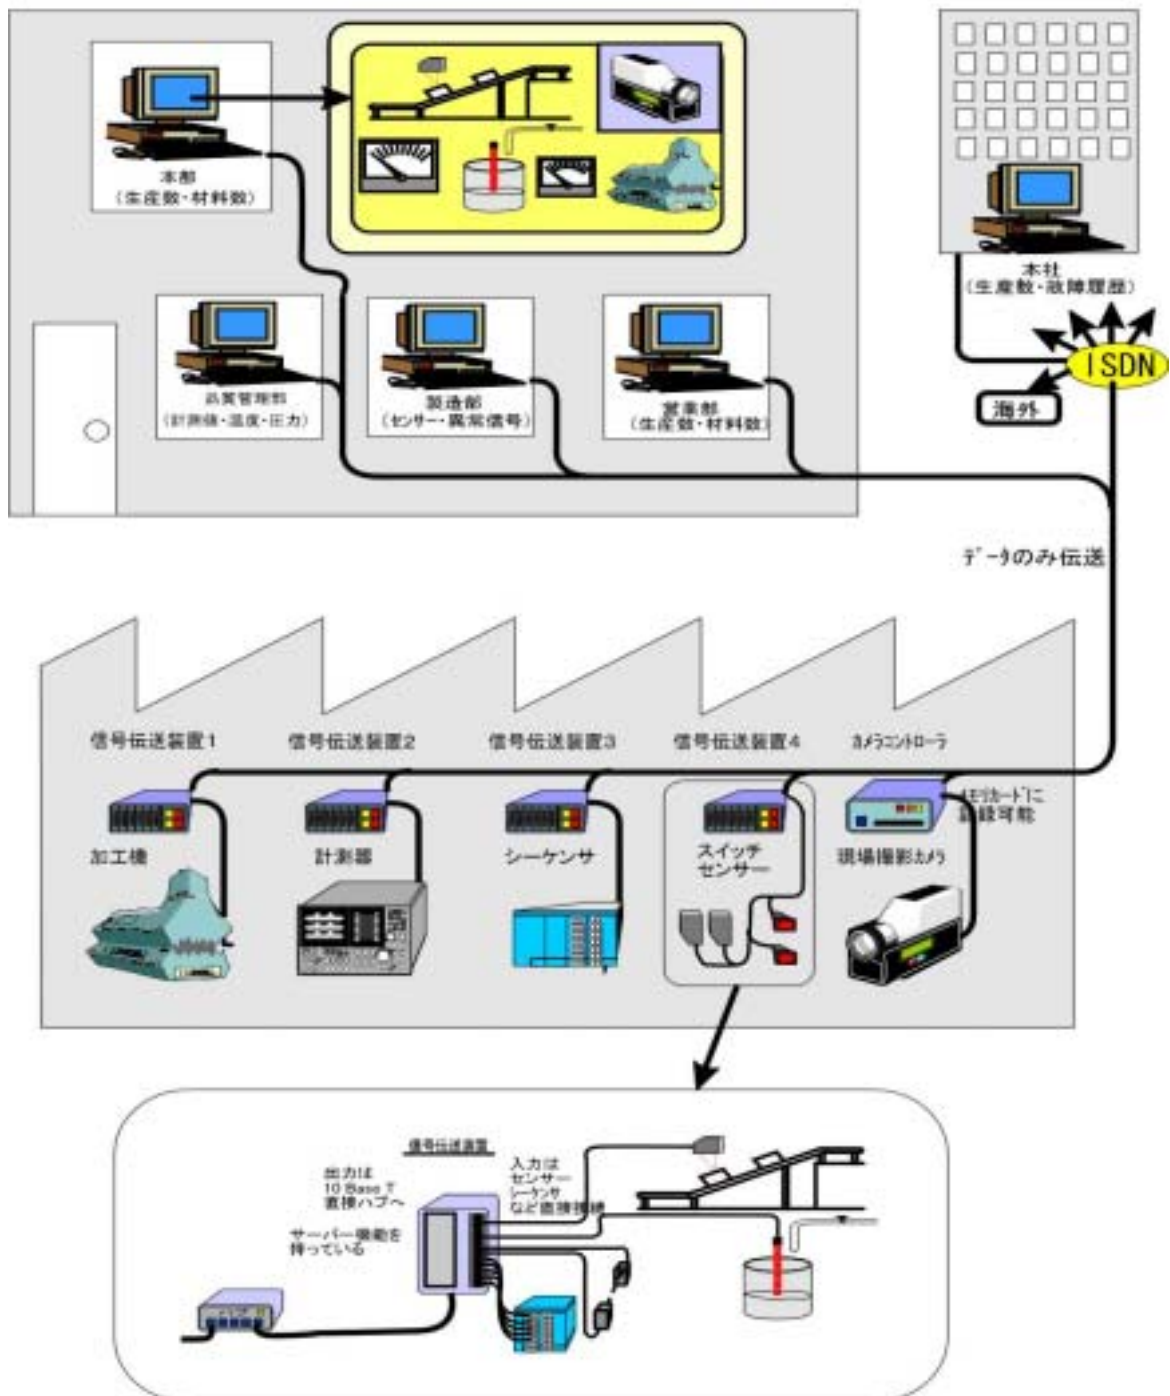 本部
(生産数・材料数)
本社
(生産数・故障履歴)
ISDN
海外
品質管理部
(計測値・温度・圧力)
製造部
(センサー・異常信号)
営業部
(生産数・材料数)
データのみ伝送
信号伝送装置1
信号伝送装置2
信号伝送装置3
信号伝送装置4
カメラコントローラ
メモリカードに
記録可能
加工機
計測器
シーケンサ
スイッチ
センサー
現場撮影カメラ
信号伝送装置
出力は
10 Base T
直接ハブへ
入力は
センサー
シーケンサ
など直接接続
サーバー機能を
持っている